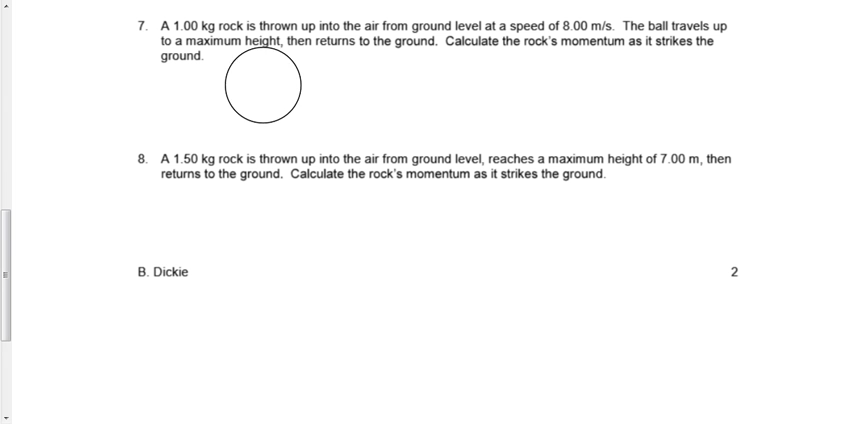 7. A 1.00 kg rock is thrown up into the air from ground level at a speed of 8.00 m/s. The ball travels up
to a maximum height, then returns to the ground. Calculate the rock's momentum as it strikes the
ground.
8. A 1.50 kg rock is thrown up into the air from ground level, reaches a maximum height of 7.00 m, then
returns to the ground. Calculate the rock's momentum as it strikes the ground.
B. Dickie 2